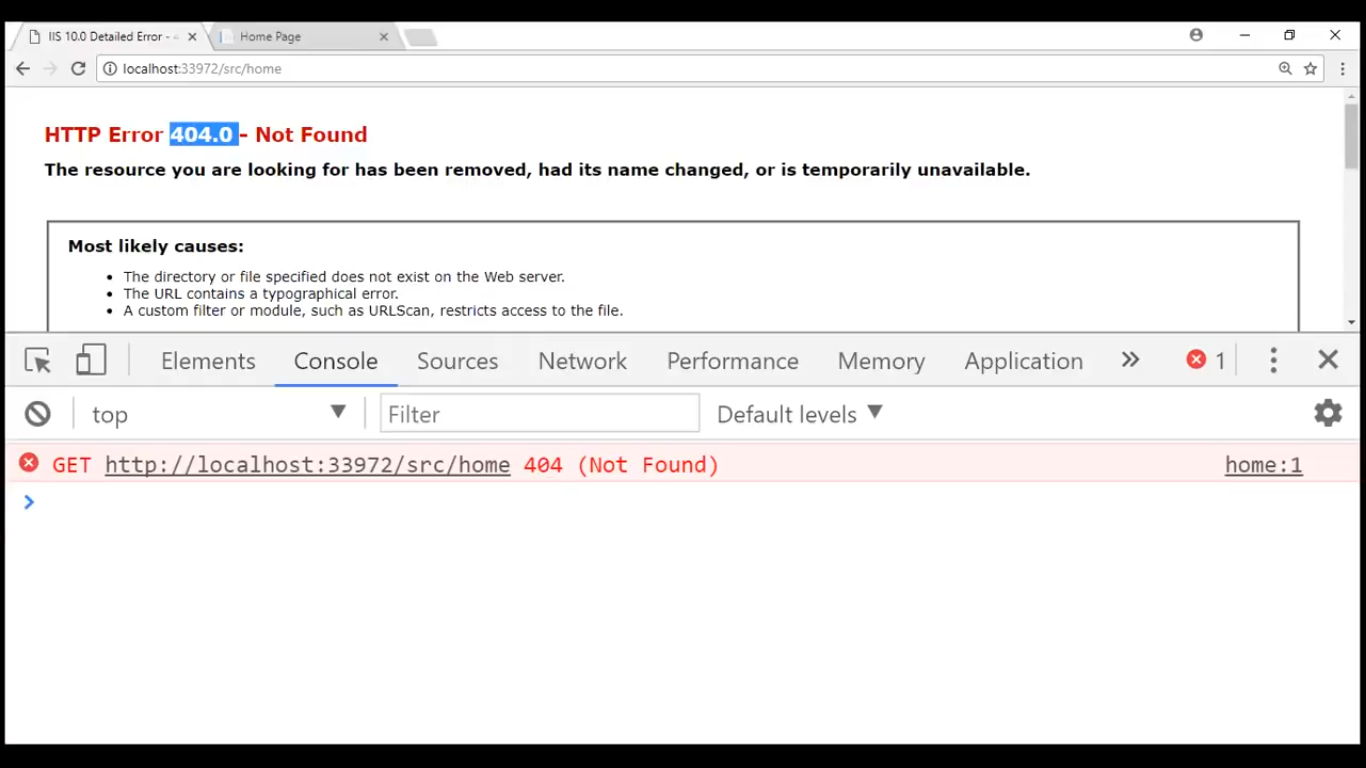 IIS 10.0 Detailed Error -
Home Page
localhost:33972/src/home
HTTP Error 404.0 - Not Found
The resource you are looking for has been removed, had its name changed, or is temporarily unavailable.
Most likely causes:
• The directory or file specified does not exist on the Web server.
• The URL contains a typographical error.
• A custom filter or module, such as URLScan, restricts access to the file.
Elements Console Sources Network Performance Memory Application » 1
top Filter Default levels
GET http://localhost:33972/src/home 404 (Not Found) home:1